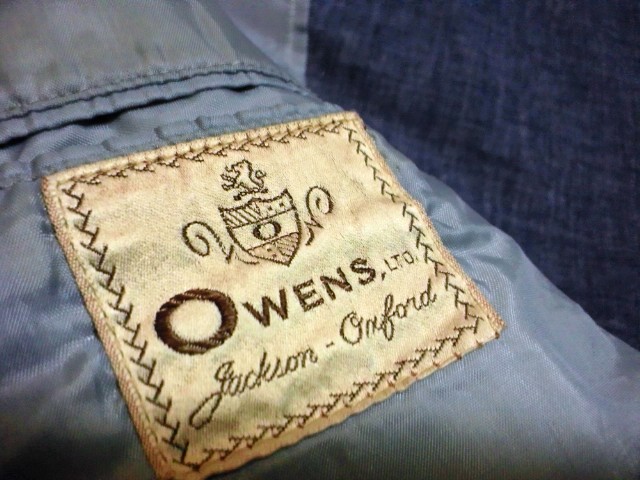 O
OWENS, LTD.
Jackson - Oxford